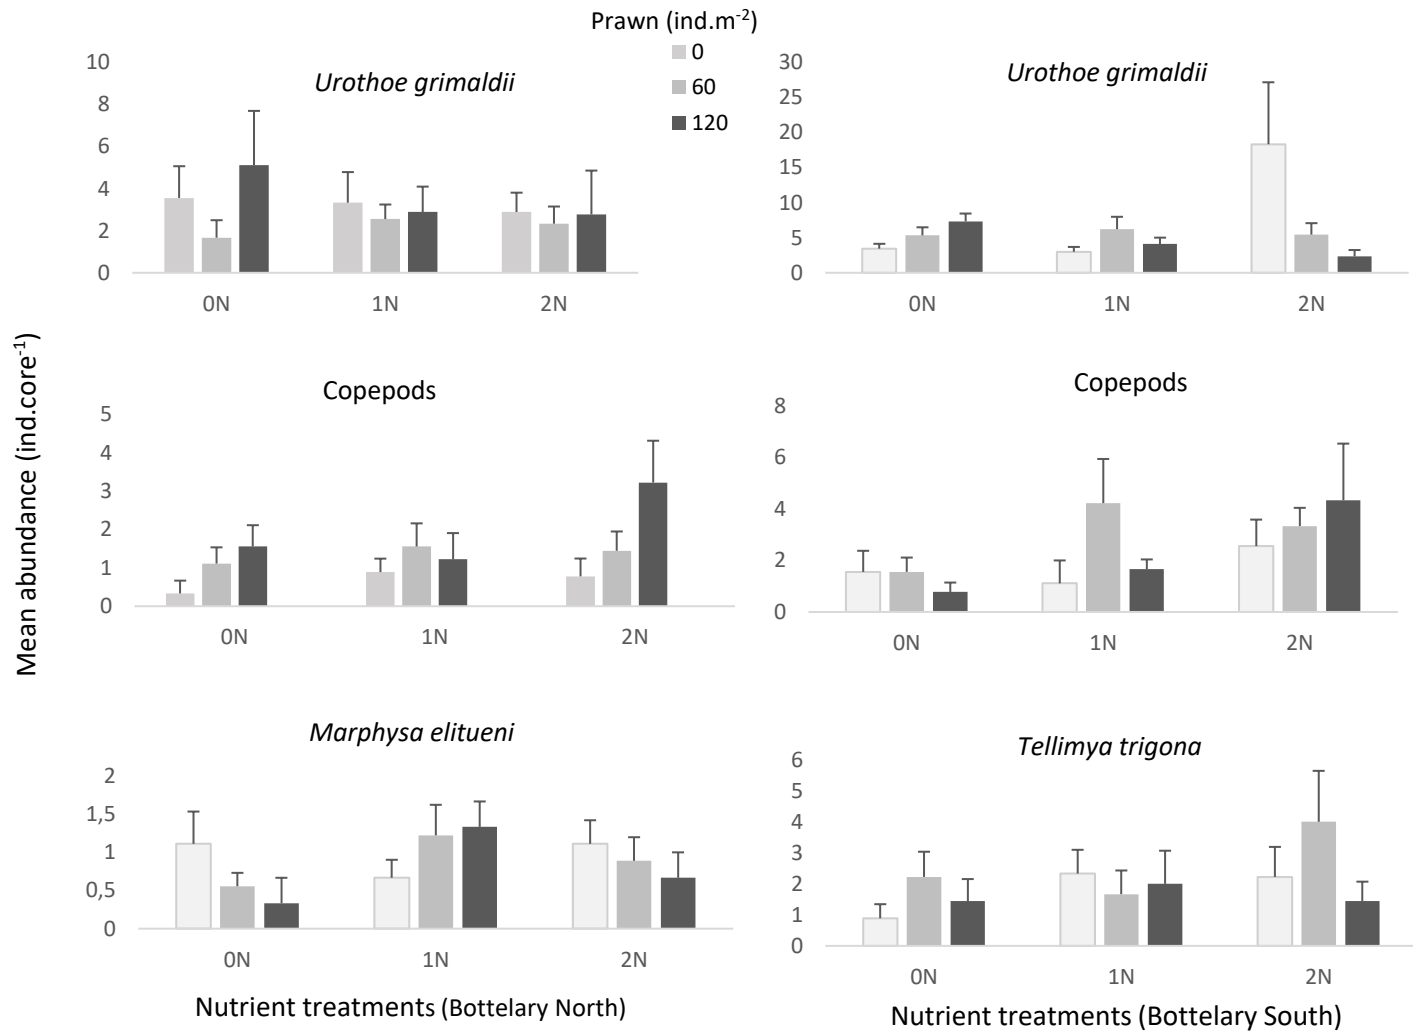 Prawn (ind.m-2)
0
60
120
Mean abundance (ind.core-1)
Urothoe grimaldii
10
8
6
4
2
0
0N 1N 2N
Urothoe grimaldii
30
25
20
15
10
5
0
0N 1N 2N
Copepods
5
4
3
2
1
0
0N 1N 2N
Copepods
8
6
4
2
0
0N 1N 2N
Marphysa elitueni
2
1,5
1
0,5
0
0N 1N 2N
Nutrient treatments (Bottelary North)
Tellimya trigona
6
5
4
3
2
1
0
0N 1N 2N
Nutrient treatments (Bottelary South)